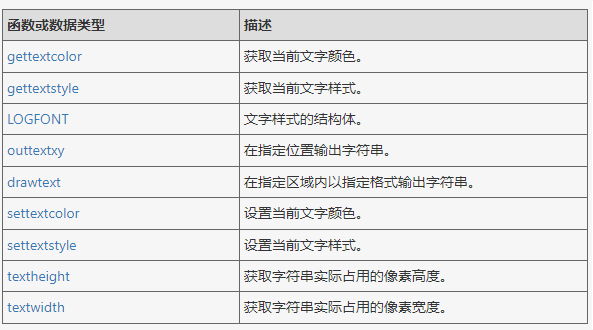 函数或数据类型 描述
gettextcolor 获取当前文字颜色。
gettextstyle 获取当前文字样式。
LOGFONT 文字样式的结构体。
outtextxy 在指定位置输出字符串。
drawtext 在指定区域内以指定格式输出字符串。
settextcolor 设置当前文字颜色。
settextstyle 设置当前文字样式。
textheight 获取字符串实际占用的像素高度。
textwidth 获取字符串实际占用的像素宽度。